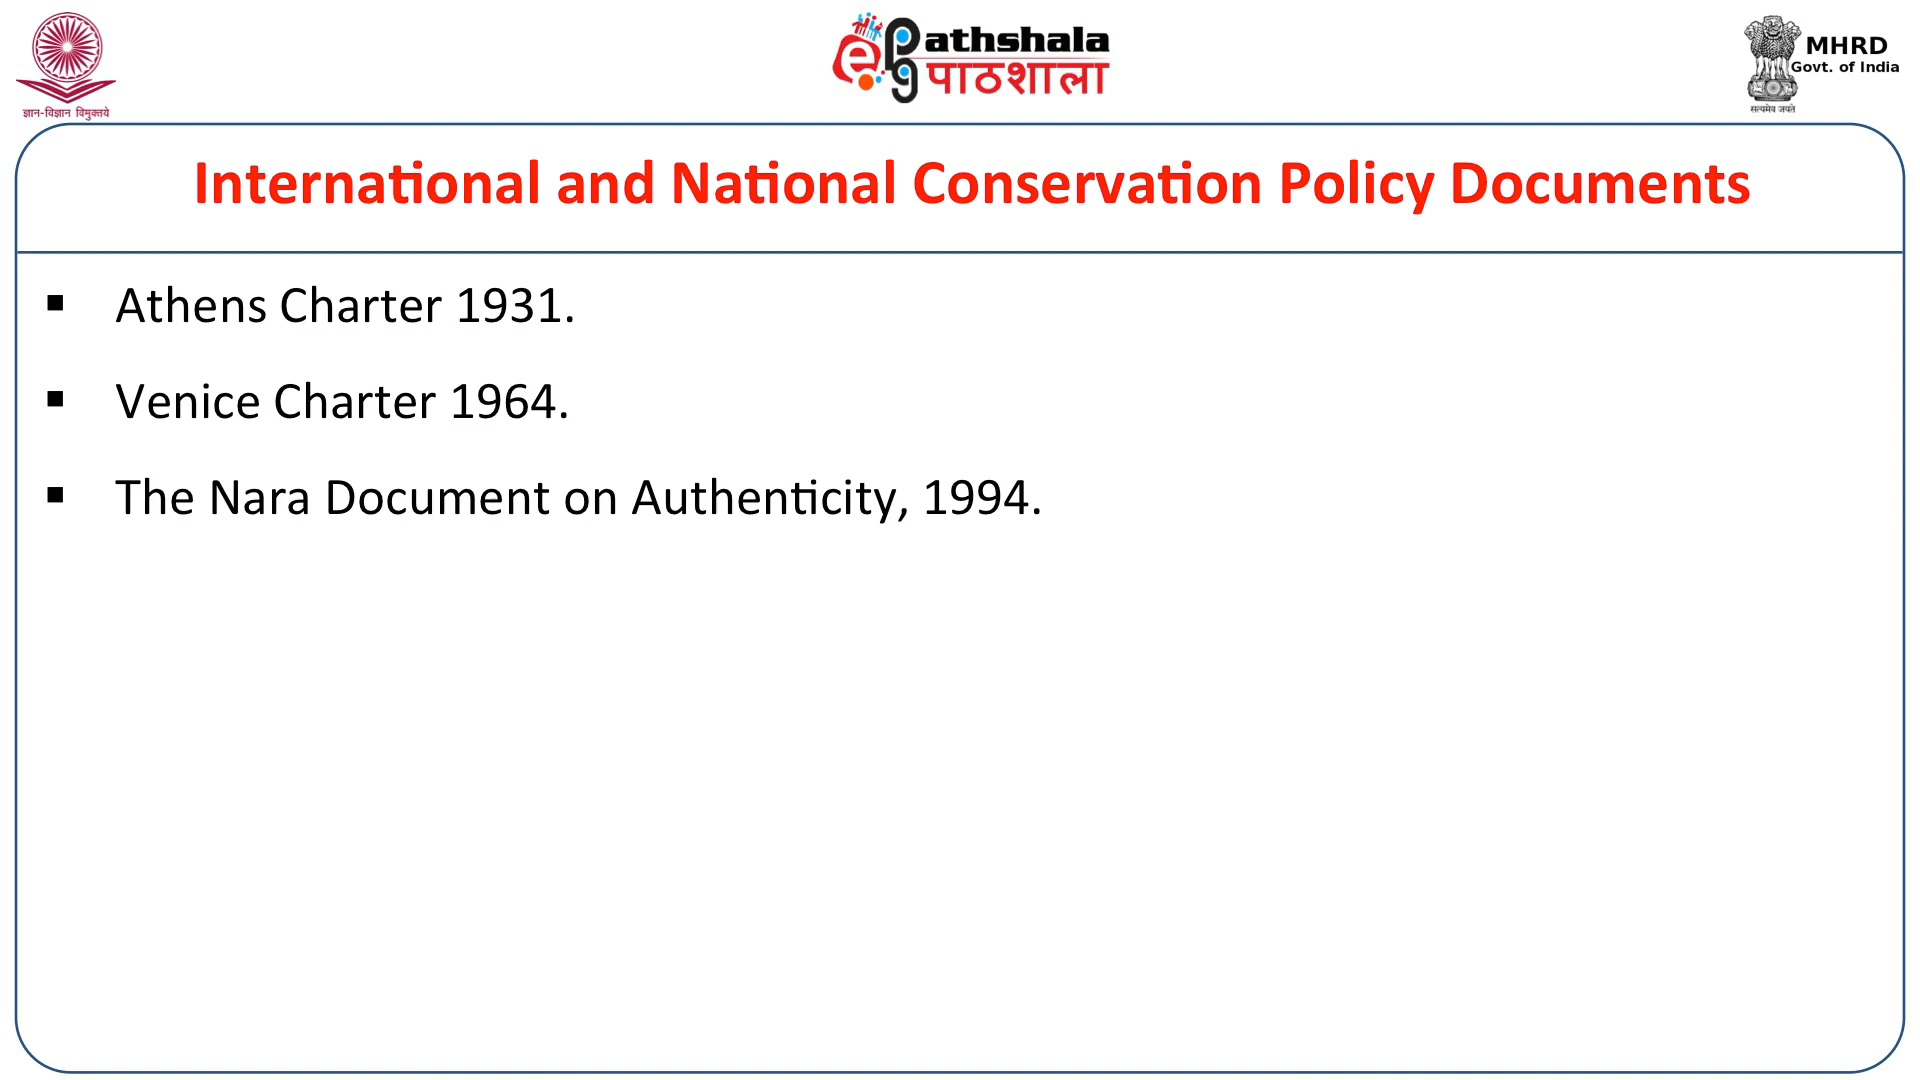 ज्ञान-विज्ञान विमुक्तये
ePathshala
पाठशाला
MHRD
Govt. of India
सत्यमेव जयते
International and National Conservation Policy Documents
▪ Athens Charter 1931.
▪ Venice Charter 1964.
▪ The Nara Document on Authenticity, 1994.